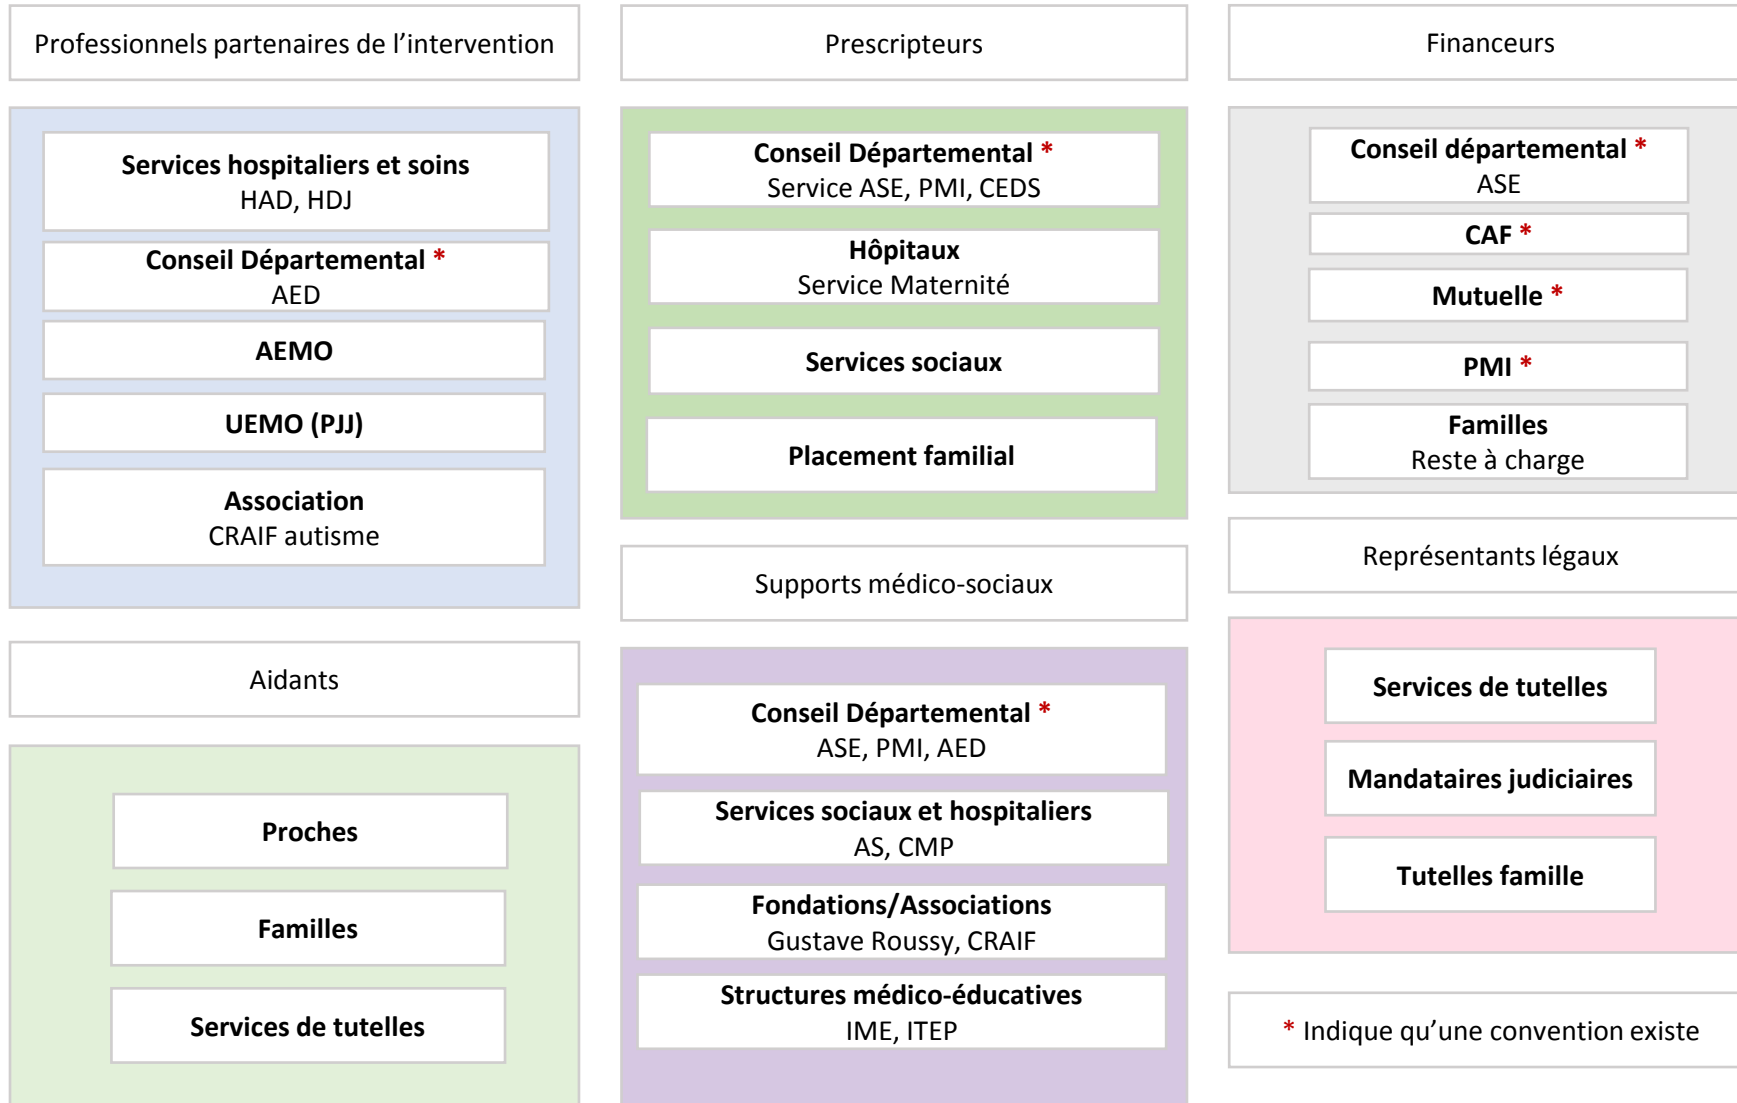 Professionnels partenaires de l’intervention
Services hospitaliers et soins
HAD, HDJ
Conseil Départemental *
AED
AEMO
UEMO (PJJ)
Association
CRAIF autisme
Aidants
Proches
Familles
Services de tutelles
Prescripteurs
Conseil Départemental *
Service ASE, PMI, CEDS
Hôpitaux
Service Maternité
Services sociaux
Placement familial
Supports médico-sociaux
Conseil Départemental *
ASE, PMI, AED
Services sociaux et hospitaliers
AS, CMP
Fondations/Associations
Gustave Roussy, CRAIF
Structures médico-éducatives
IME, ITEP
Financeurs
Conseil départemental *
ASE
CAF *
Mutuelle *
PMI *
Familles
Reste à charge
Représentants légaux
Services de tutelles
Mandataires judiciaires
Tutelles famille
* Indique qu’une convention existe